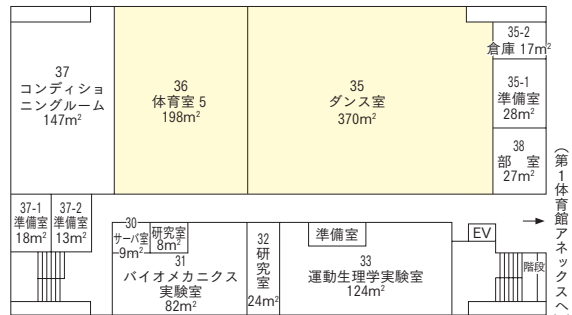 37
コンディショ
ニングルーム
147m²
36
体育室 5
198m²
35
ダンス室
370m²
35-2
倉庫 17m²
35-1
準備室
28m²
38
部 室
27m²
37-1
準備室
18m²
37-2
準備室
13m²
30
サーバ室
9m²
研究室
8m²
31
バイオメカニクス
実験室
82m²
32
研究室
24m²
準備室
33
運動生理学実験室
124m²
EV
階段
(第1体育館アネックスへ)